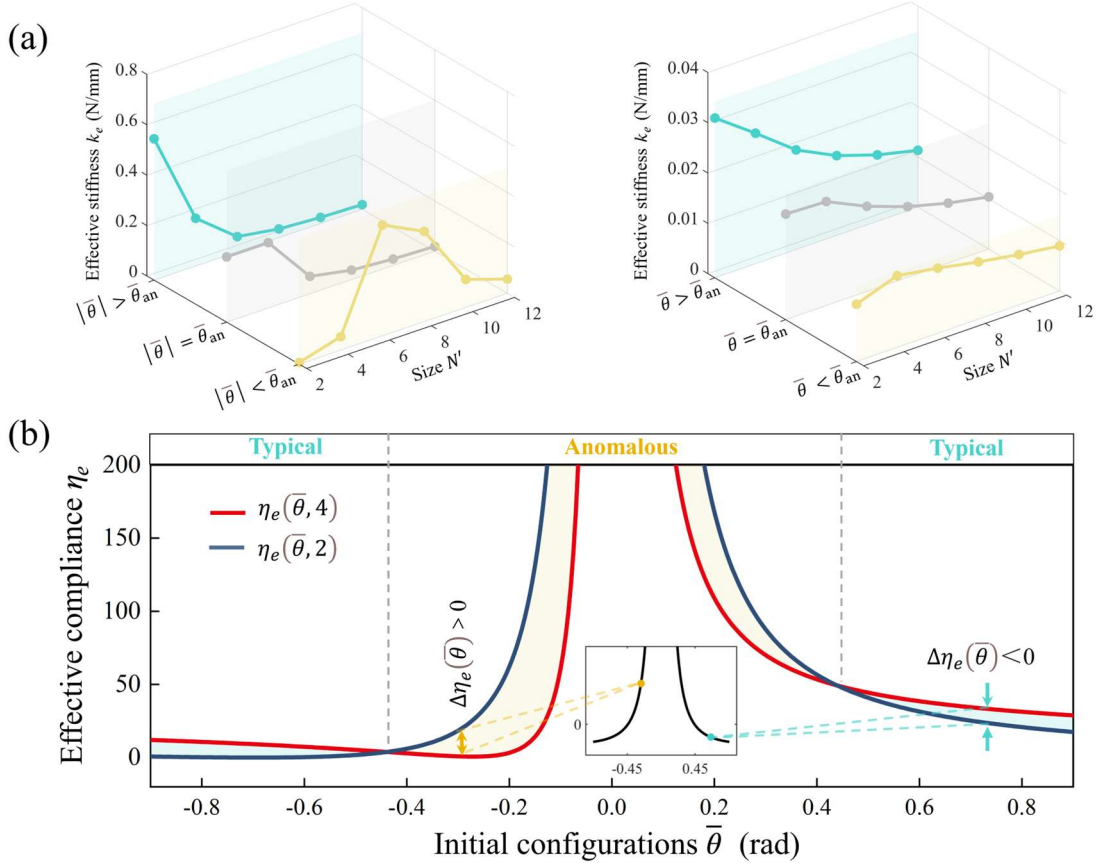 (a)
Effective stiffness k_e (N/mm)
0.8
0.6
0.4
0.2
0
|θ̅| > θ̅_an
|θ̅| = θ̅_an
|θ̅| < θ̅_an
2
4
6
8
10
12
Size N′
Effective stiffness k_e (N/mm)
0.04
0.03
0.02
0.01
0
θ̅ > θ̅_an
θ̅ = θ̅_an
θ̅ < θ̅_an
2
4
6
8
10
12
Size N′
(b)
Typical Anomalous Typical
Effective compliance η_e
200
150
100
50
0
η_e(θ̅, 4)
η_e(θ̅, 2)
Δη_e(θ̅) > 0
0
-0.45 0.45
Δη_e(θ̅) < 0
-0.8 -0.6 -0.4 -0.2 0.0 0.2 0.4 0.6 0.8
Initial configurations θ̅ (rad)